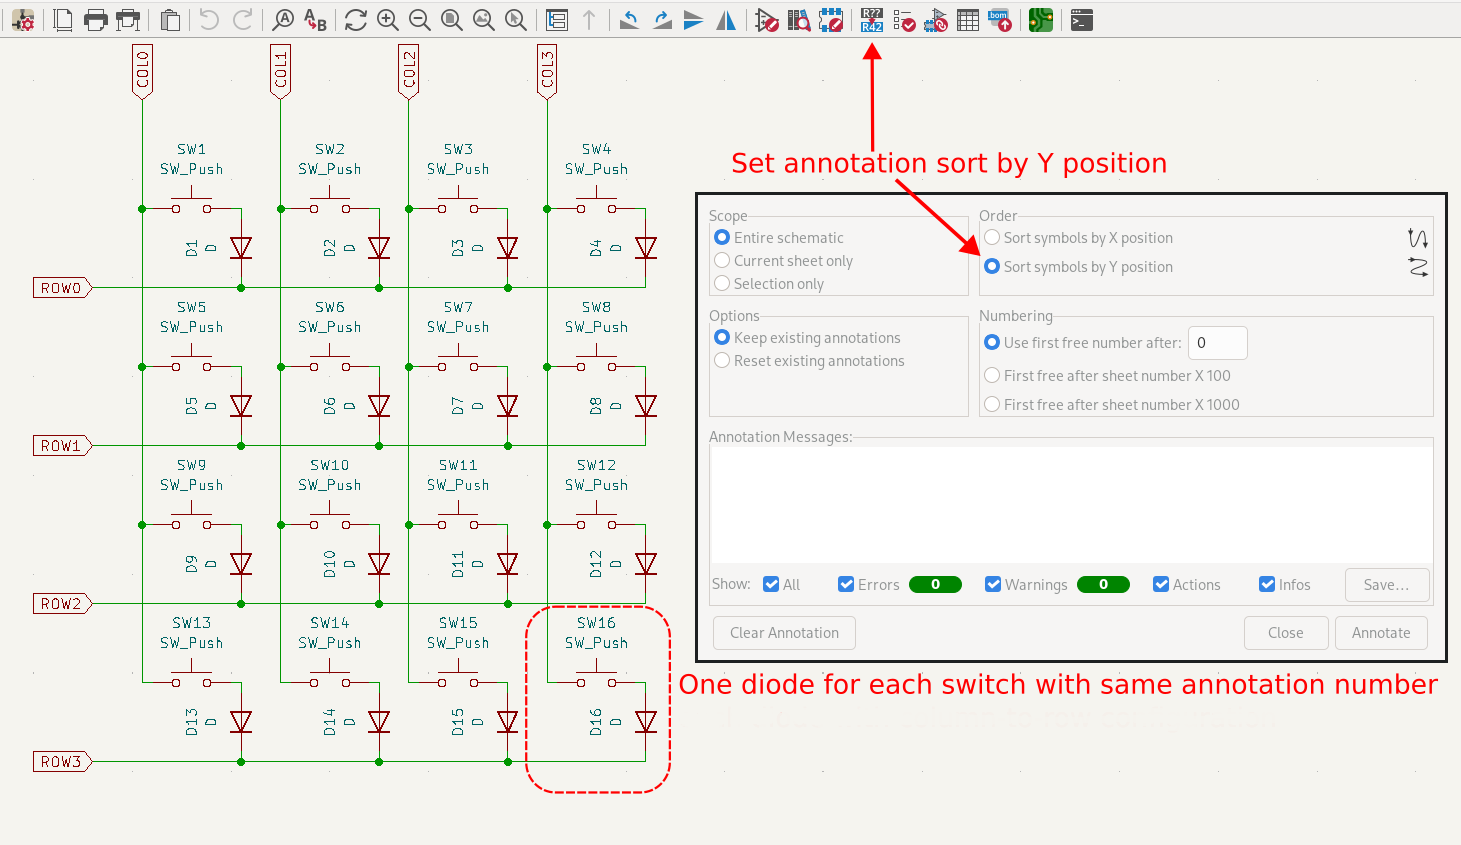 R??
R42
.bom
COL0 COL1 COL2 COL3
SW1 SW2 SW3 SW4
SW_Push SW_Push SW_Push SW_Push
D1 D D2 D D3 D D4 D
ROW0
SW5 SW6 SW7 SW8
SW_Push SW_Push SW_Push SW_Push
D5 D D6 D D7 D D8 D
ROW1
SW9 SW10 SW11 SW12
SW_Push SW_Push SW_Push SW_Push
D9 D D10 D D11 D D12 D
ROW2
SW13 SW14 SW15 SW16
SW_Push SW_Push SW_Push SW_Push
D13 D D14 D D15 D D16 D
ROW3
Set annotation sort by Y position
Scope
Entire schematic
Current sheet only
Selection only
Order
Sort symbols by X position
Sort symbols by Y position
Options
Keep existing annotations
Reset existing annotations
Numbering
Use first free number after: 0
First free after sheet number X 100
First free after sheet number X 1000
Annotation Messages:
Show: All Errors 0 Warnings 0 Actions Infos Save...
Clear Annotation Close Annotate
One diode for each switch with same annotation number